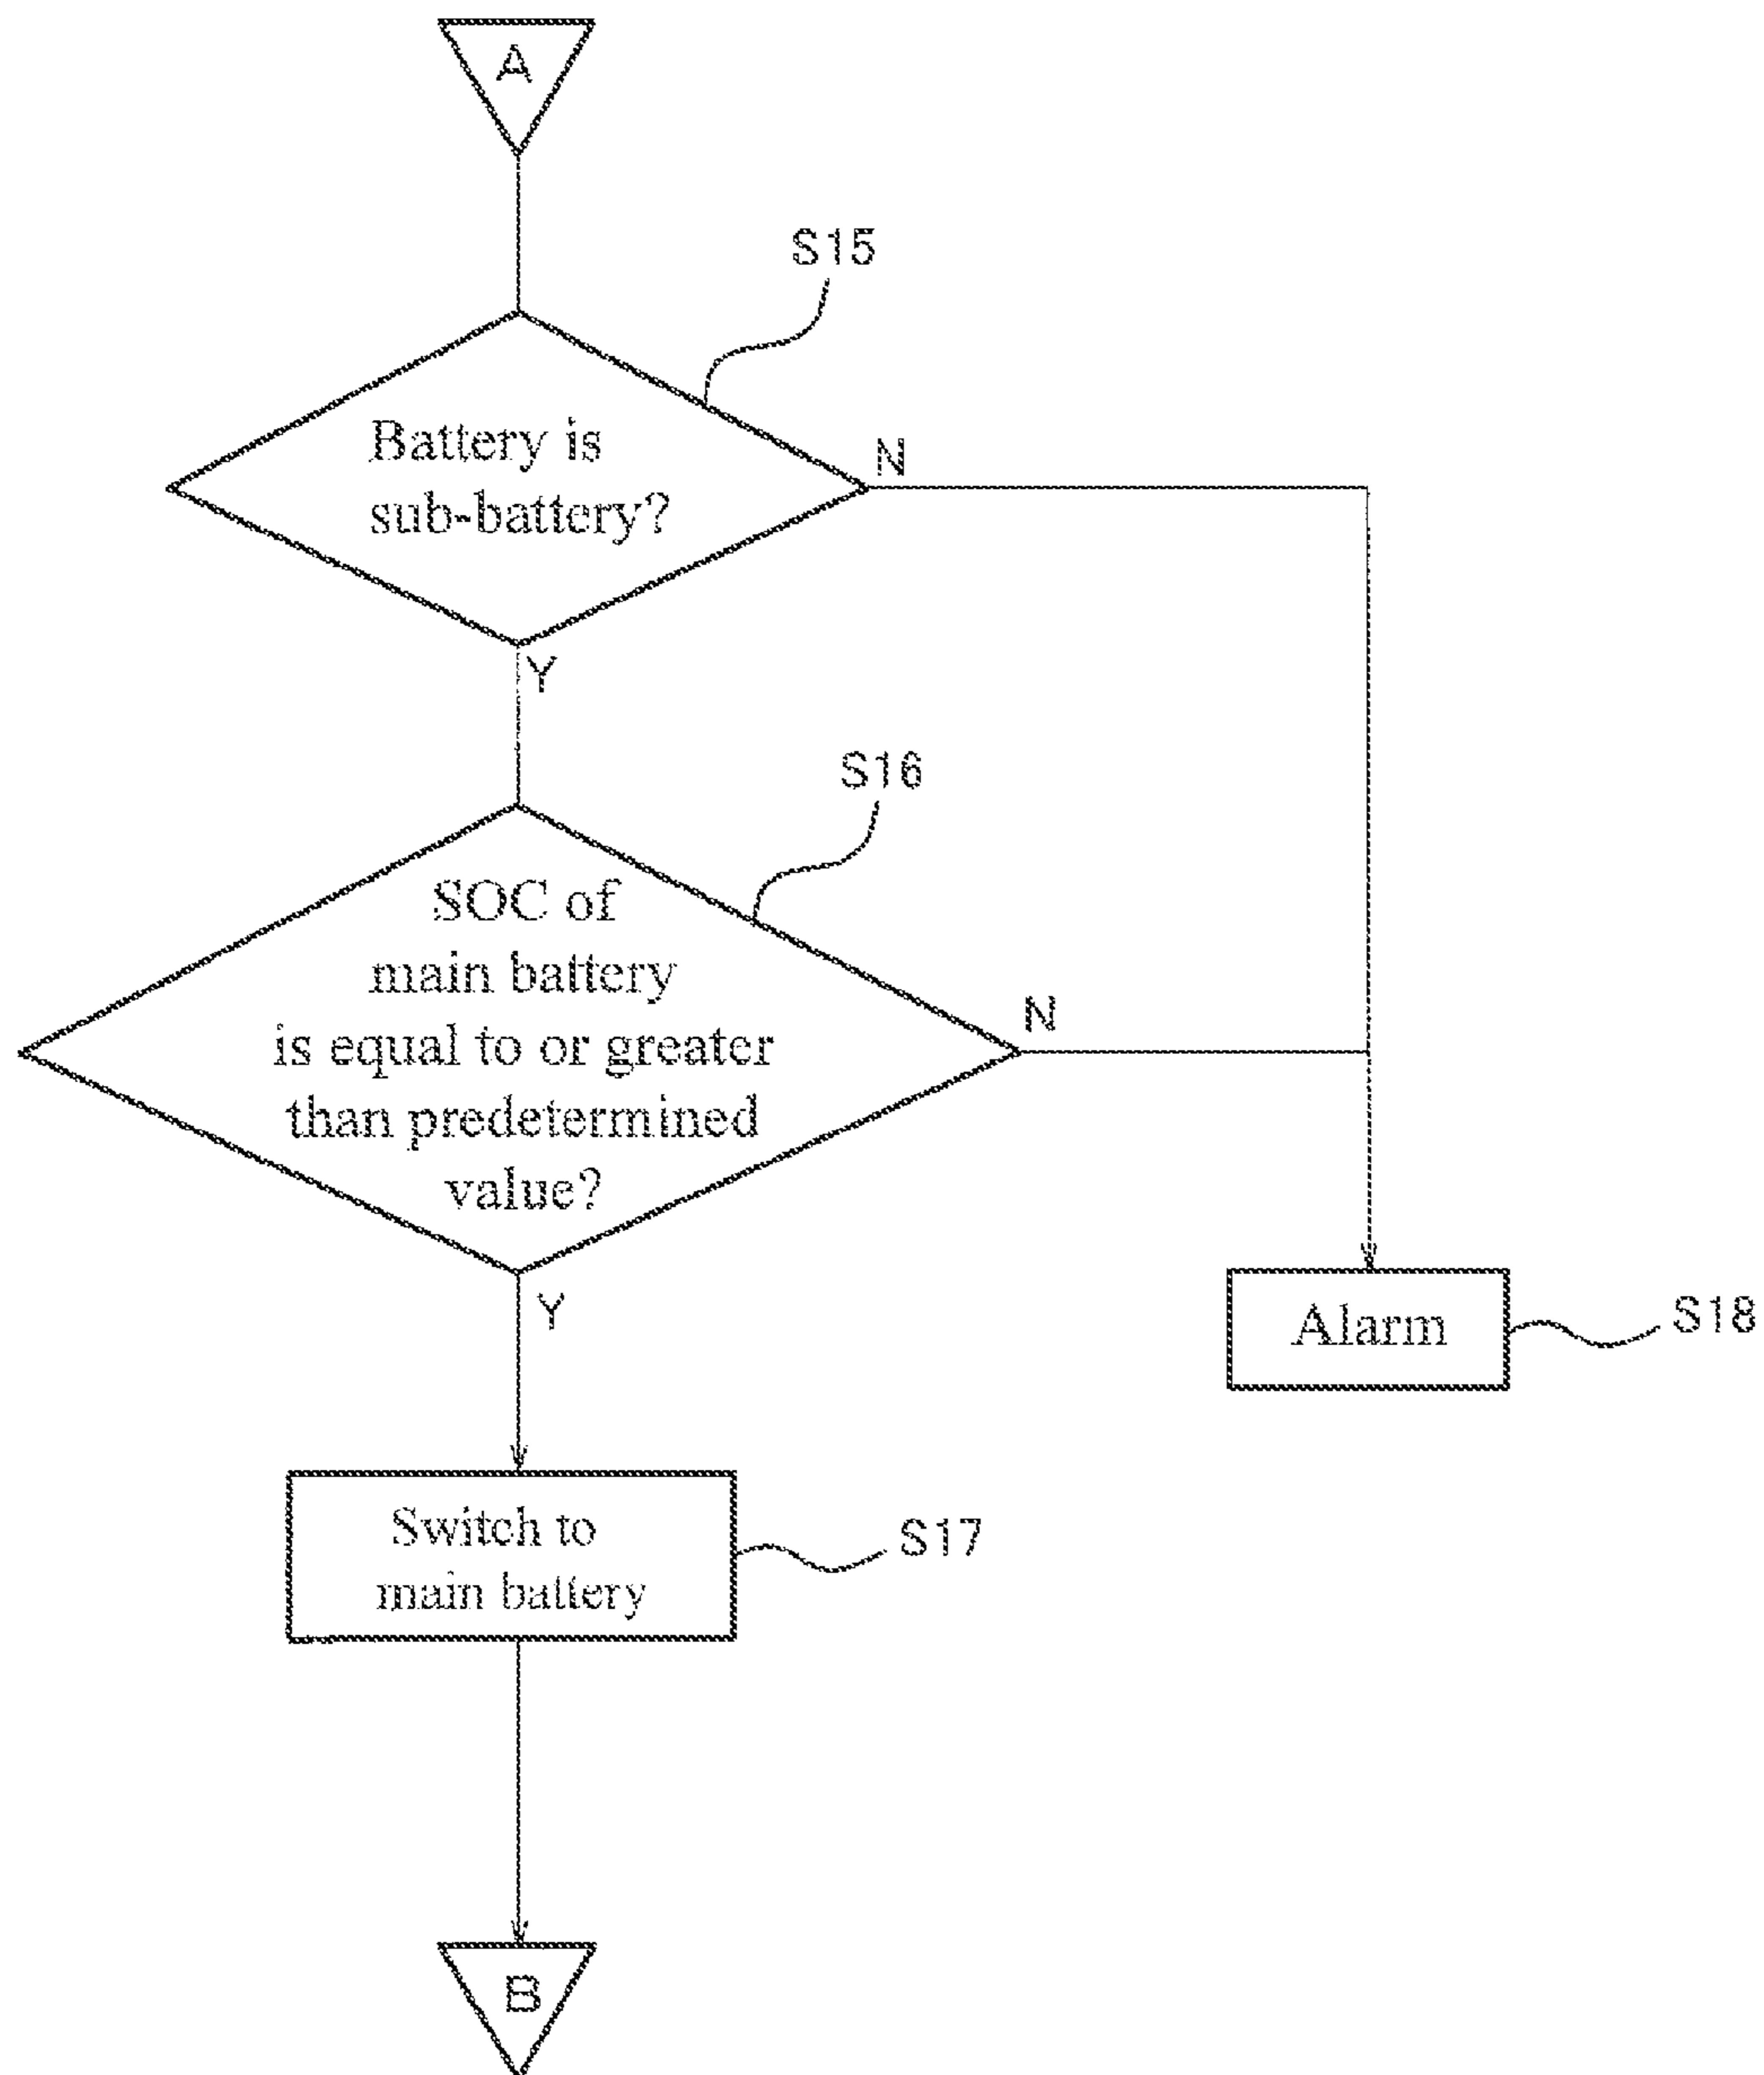 A
S15
Battery is
sub-battery?
N
Y
S16
SOC of
main battery
is equal to or greater
than predetermined
value?
N
Y
Alarm
S18
Switch to
main battery
S17
B